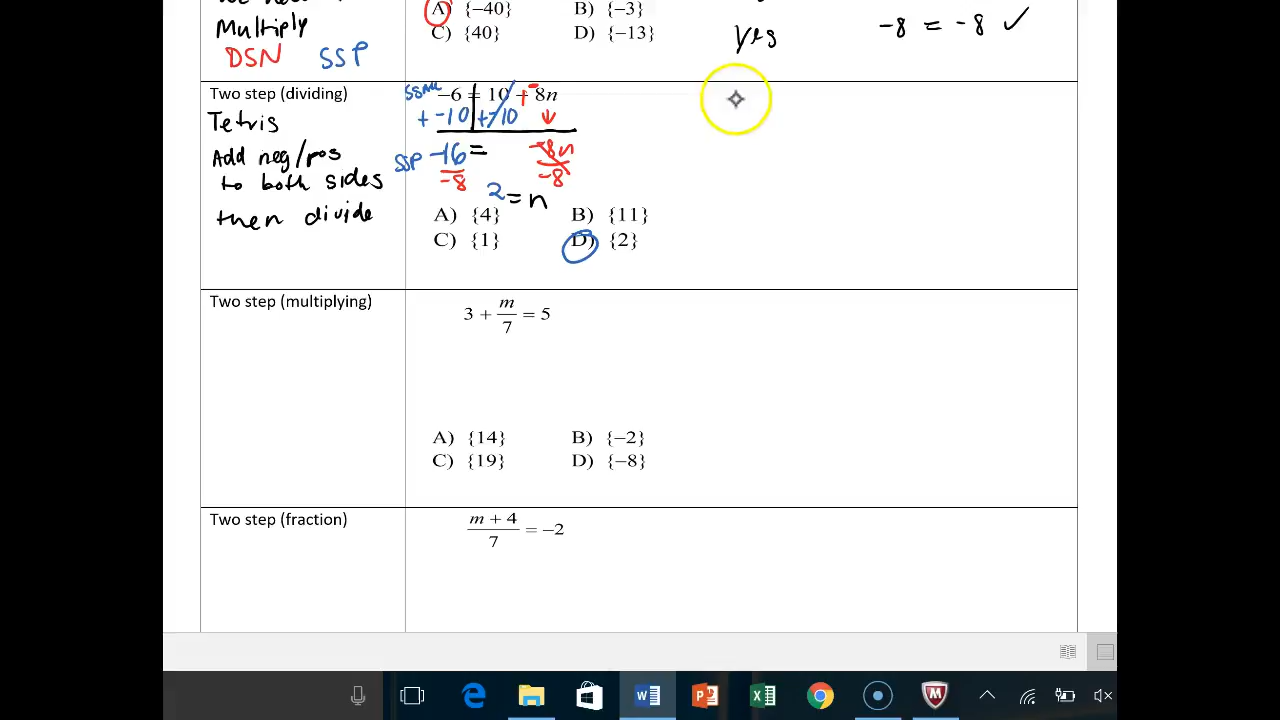 Multiply
DSN SSP
A) {−40} B) {−3}
C) {40} D) {−13}
yes
-8 = -8 ✓
Two step (dividing)
Tetris
Add neg/pos
to both sides
then divide
−6 = 10 − 8n
+ -10 + -10
SSP -16 = -8n
-8 -8
2 = n
A) {4} B) {11}
C) {1} D) {2}
Two step (multiplying)
3 + m/7 = 5
A) {14} B) {−2}
C) {19} D) {−8}
Two step (fraction)
m + 4
7
= −2